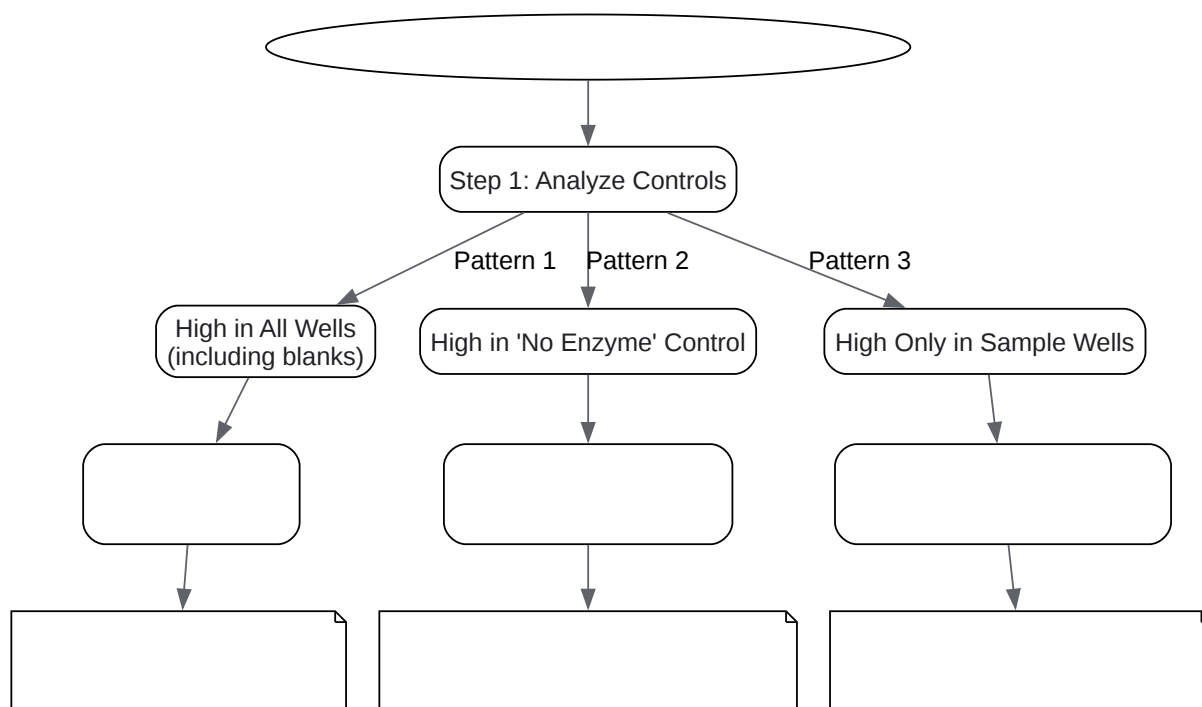 Step 1: Analyze Controls
Pattern 1
Pattern 2
Pattern 3
High in All Wells
(including blanks)
High in 'No Enzyme' Control
High Only in Sample Wells